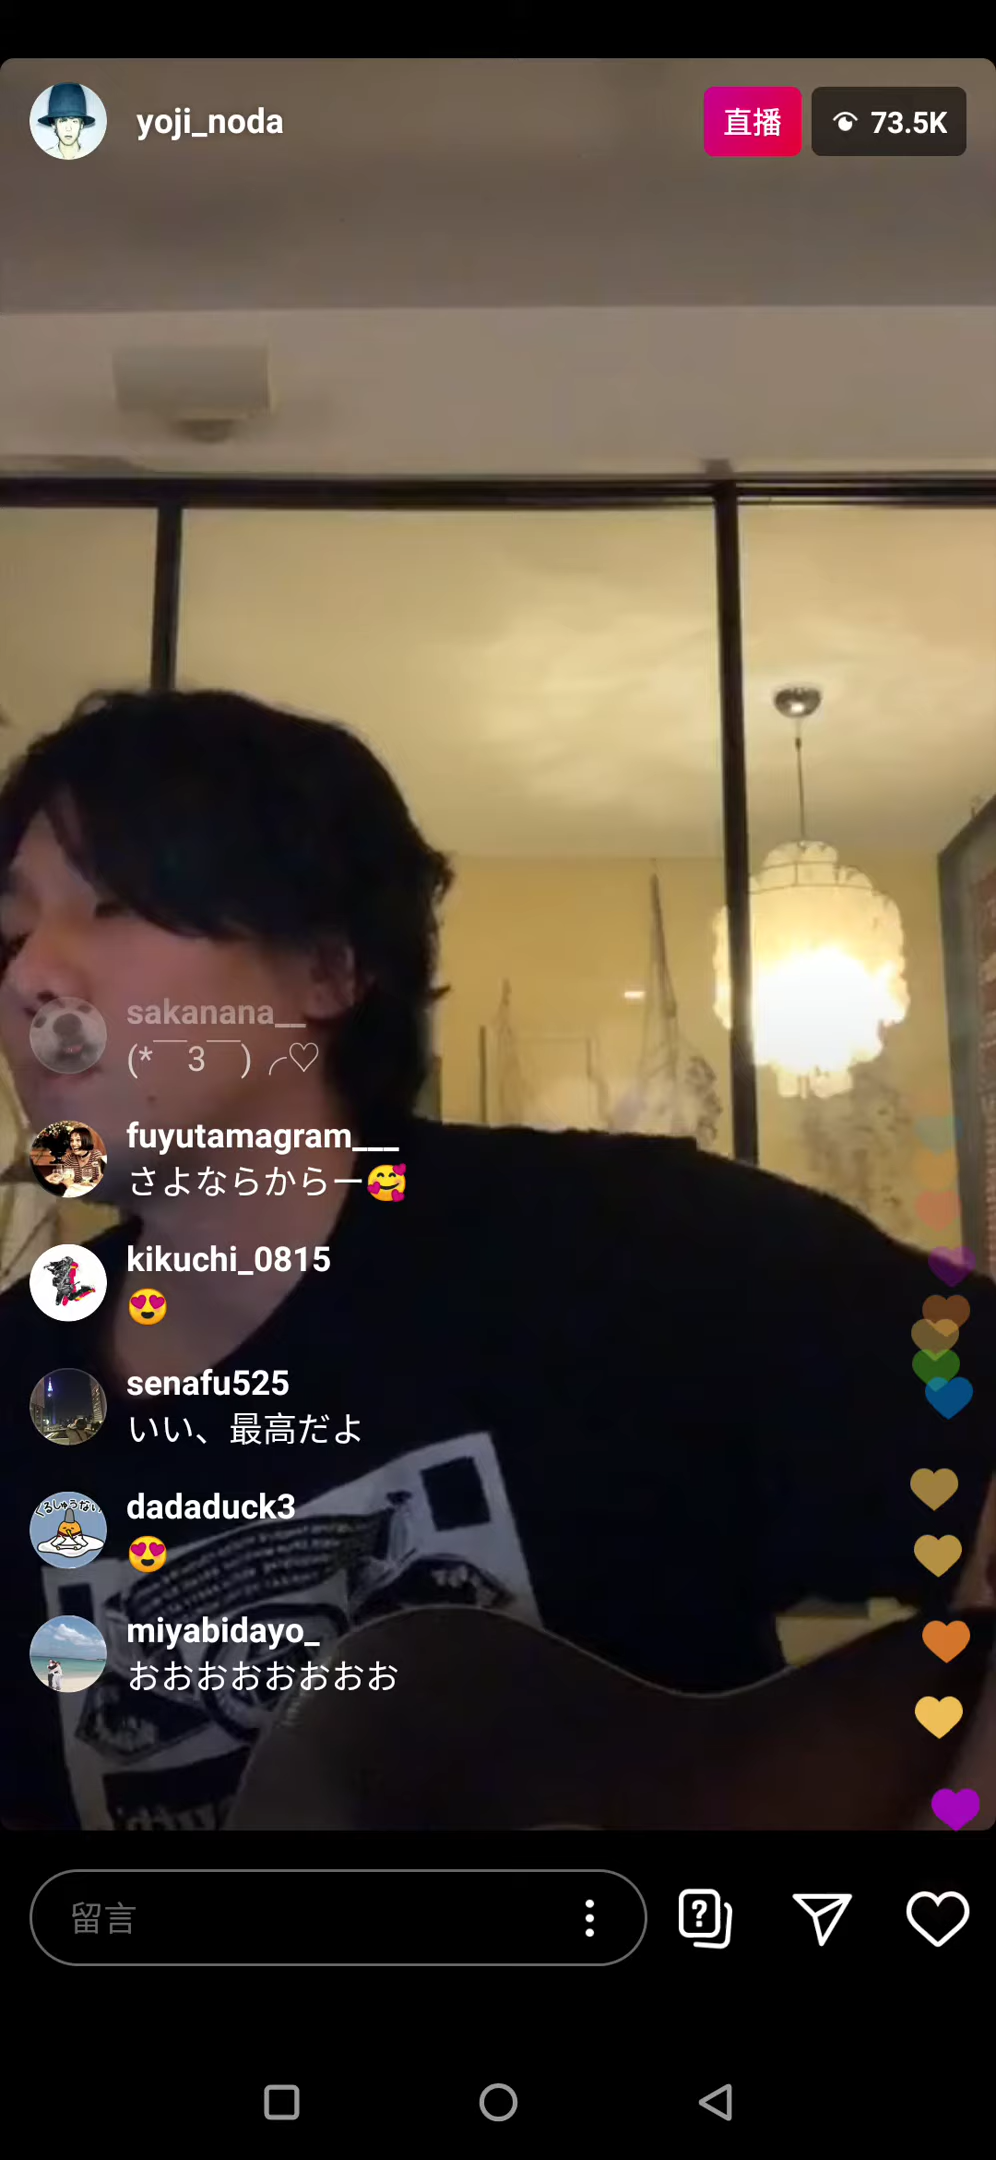 yoji_noda
直播
73.5K
sakanana__
(*￣3￣)╭♡
fuyutamagram___
さよならからー🥰
kikuchi_0815
😍
senafu525
いい、最高だよ
dadaduck3
😍
miyabidayo_
おおおおおおおお
留言